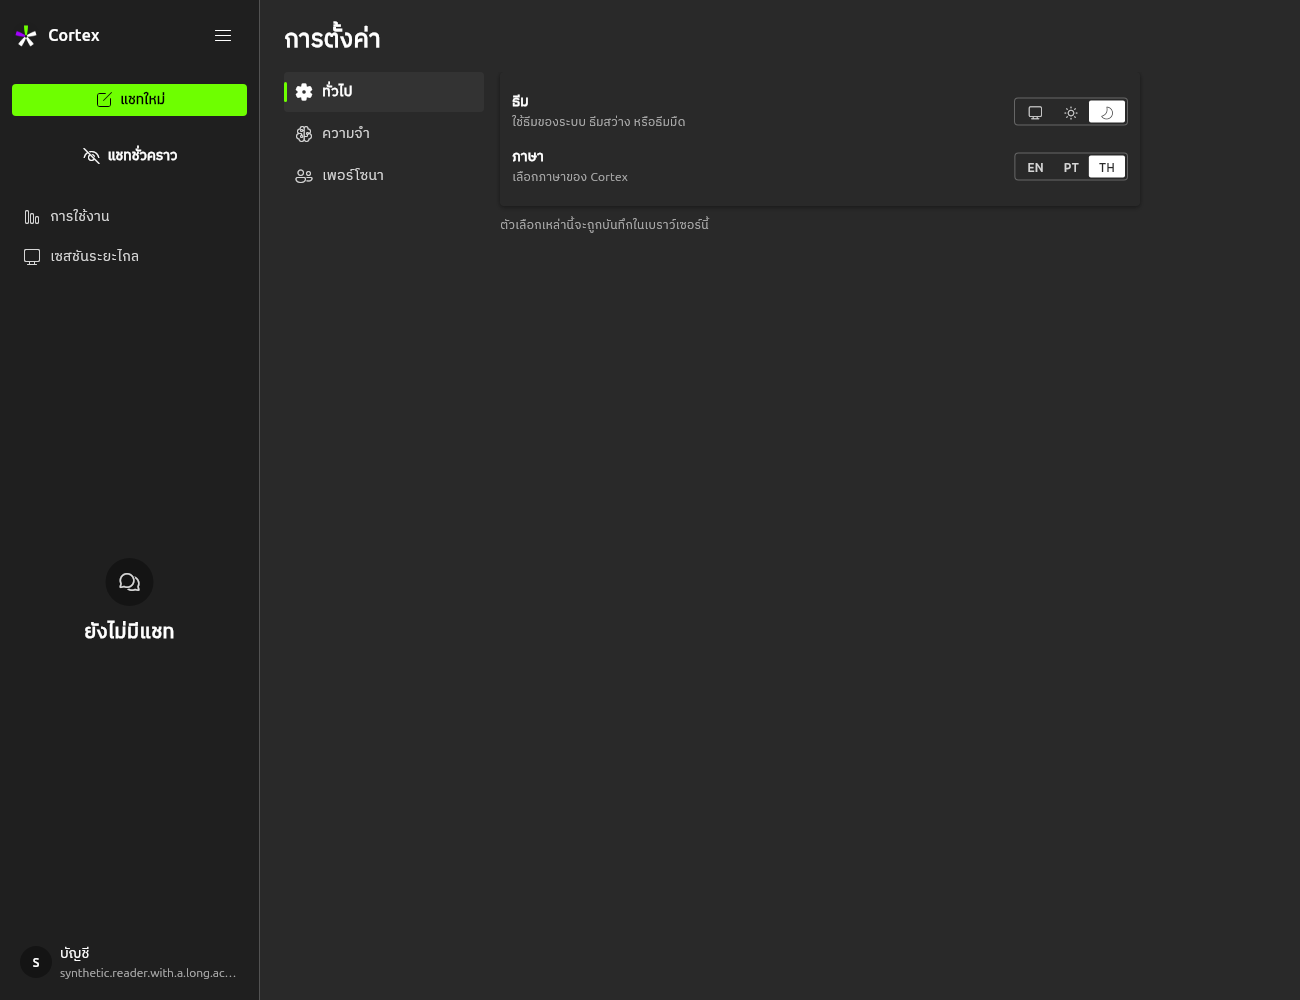 Cortex
แชทใหม่
แชทชั่วคราว
การใช้งาน
เซสชันระยะไกล
ยังไม่มีแชท
S
บัญชี
synthetic.reader.with.a.long.ac...
การตั้งค่า
ทั่วไป
ความจำ
เพอร์โซนา
ธีม
ใช้ธีมของระบบ ธีมสว่าง หรือธีมมืด
ภาษา
เลือกภาษาของ Cortex
EN PT TH
ตัวเลือกเหล่านี้จะถูกบันทึกในเบราว์เซอร์นี้